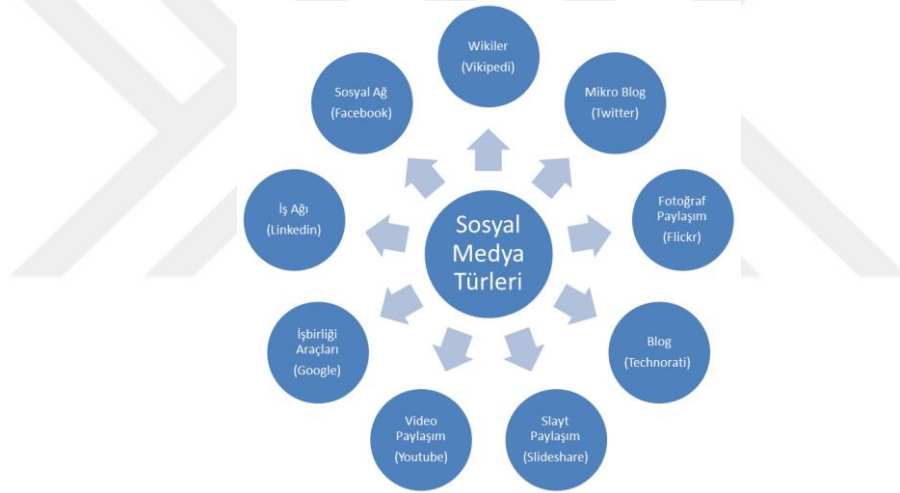 Wikiler
(Vikipedi)
Mikro Blog
(Twitter)
Fotoğraf
Paylaşım
(Flickr)
Blog
(Technorati)
Slayt
Paylaşım
(Slideshare)
Video
Paylaşım
(Youtube)
İşbirliği
Araçları
(Google)
İş Ağı
(Linkedin)
Sosyal Ağ
(Facebook)
Sosyal
Medya
Türleri